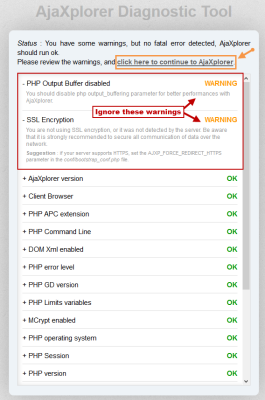 AjaXplorer Diagnostic Tool
Status : You have some warnings, but no fatal error detected, AjaXplorer
should run ok.
Please review the warnings, and click here to continue to AjaXplorer.
- PHP Output Buffer disabled WARNING
You should disable php output_buffering parameter for better performances with
AjaXplorer.
Ignore these warnings
- SSL Encryption WARNING
You are not using SSL encryption, or it was not detected by the server. Be aware
that it is strongly recommended to secure all communication of data over the
network.
Suggestion : if your server supports HTTPS, set the AJXP_FORCE_REDIRECT_HTTPS
parameter in the conf/bootstrap_conf.php file.
+ AjaXplorer version OK
+ Client Browser OK
+ PHP APC extension OK
+ PHP Command Line OK
+ DOM Xml enabled OK
+ PHP error level OK
+ PHP GD version OK
+ PHP Limits variables OK
+ MCrypt enabled OK
+ PHP operating system OK
+ PHP Session OK
+ PHP version OK